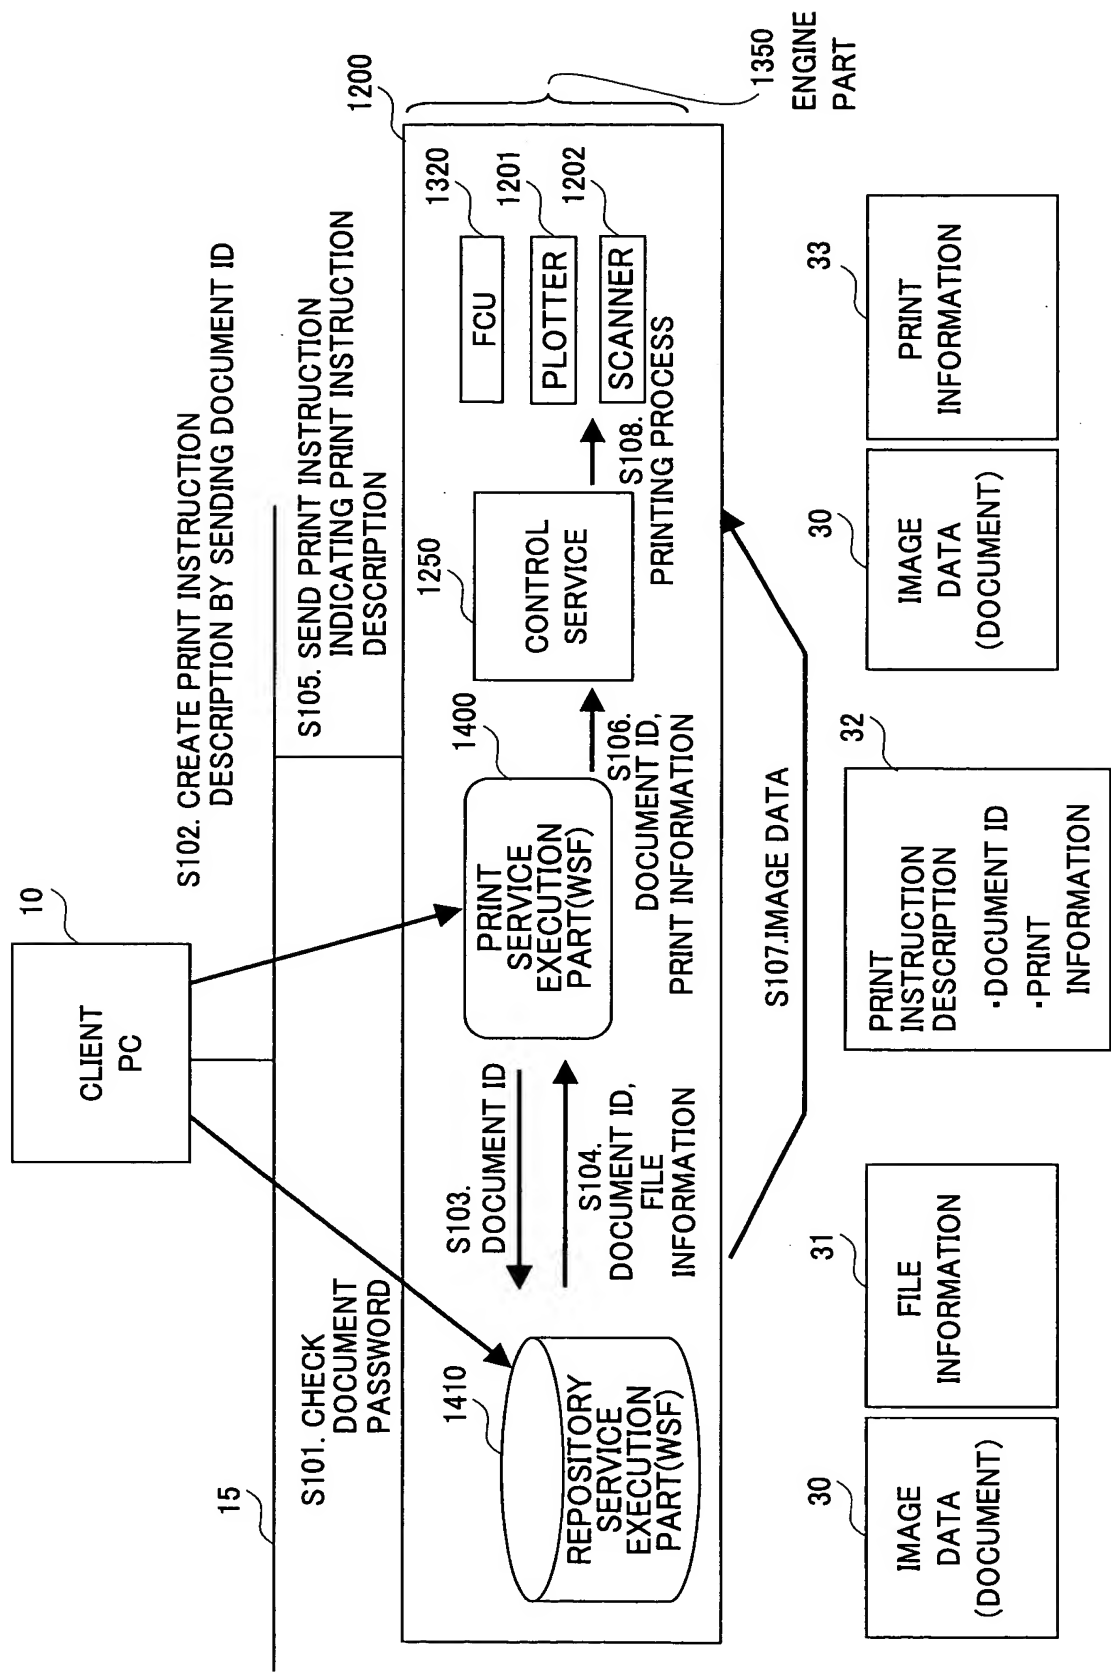 10
CLIENT
PC
15
S101. CHECK
DOCUMENT
PASSWORD
S102. CREATE PRINT INSTRUCTION
DESCRIPTION BY SENDING DOCUMENT ID
S105. SEND PRINT INSTRUCTION
INDICATING PRINT INSTRUCTION
DESCRIPTION
1200
1410
REPOSITORY
SERVICE
EXECUTION
PART(WSF)
S103.
DOCUMENT ID
S104.
DOCUMENT ID,
FILE
INFORMATION
1400
PRINT
SERVICE
EXECUTION
PART(WSF)
S106.
DOCUMENT ID,
PRINT INFORMATION
1250
CONTROL
SERVICE
S108.
PRINTING PROCESS
1320
FCU
1201
PLOTTER
1202
SCANNER
1350
ENGINE
PART
S107.IMAGE DATA
30
IMAGE
DATA
(DOCUMENT)
31
FILE
INFORMATION
32
PRINT
INSTRUCTION
DESCRIPTION
・DOCUMENT ID
・PRINT
INFORMATION
30
IMAGE
DATA
(DOCUMENT)
33
PRINT
INFORMATION